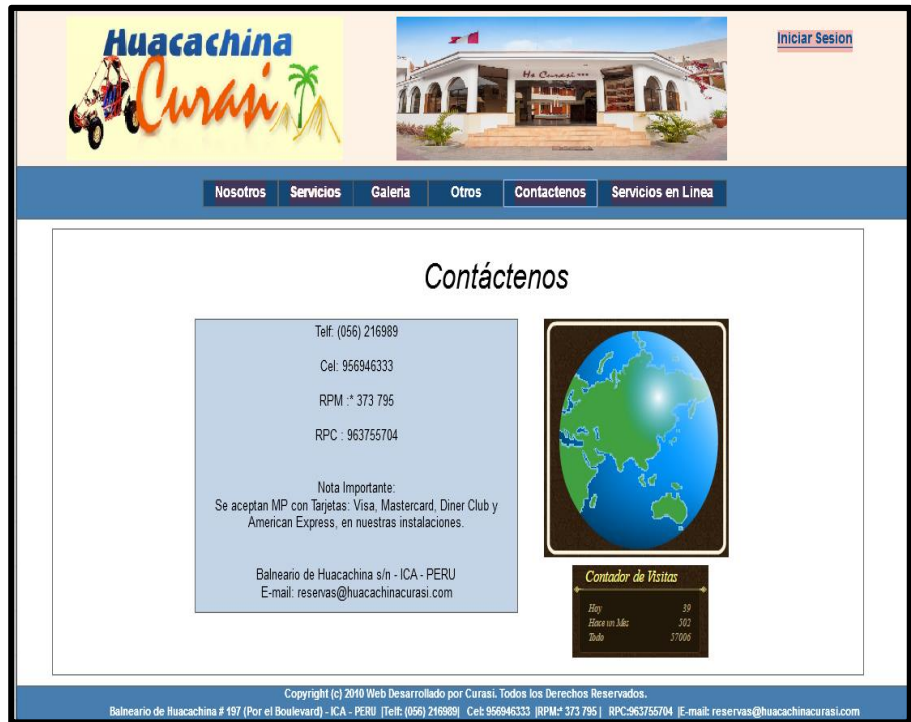 Huacachina
Curasi
Ho Curasi ***
Iniciar Sesion
Nosotros Servicios Galeria Otros Contactenos Servicios en Linea
Contáctenos
Telf: (056) 216989
Cel: 956946333
RPM :* 373 795
RPC : 963755704
Nota Importante:
Se aceptan MP con Tarjetas: Visa, Mastercard, Diner Club y
American Express, en nuestras instalaciones.
Balneario de Huacachina s/n - ICA - PERU
E-mail: reservas@huacachinacurasi.com
Contador de Visitas
Hoy 39
Hace un Mes 502
Todo 57006
Copyright (c) 2010 Web Desarrollado por Curasi. Todos los Derechos Reservados.
Balneario de Huacachina # 197 (Por el Boulevard) - ICA - PERU |Telf: (056) 216989| Cel: 956946333 |RPM:* 373 795 | RPC:963755704 |E-mail: reservas@huacachinacurasi.com